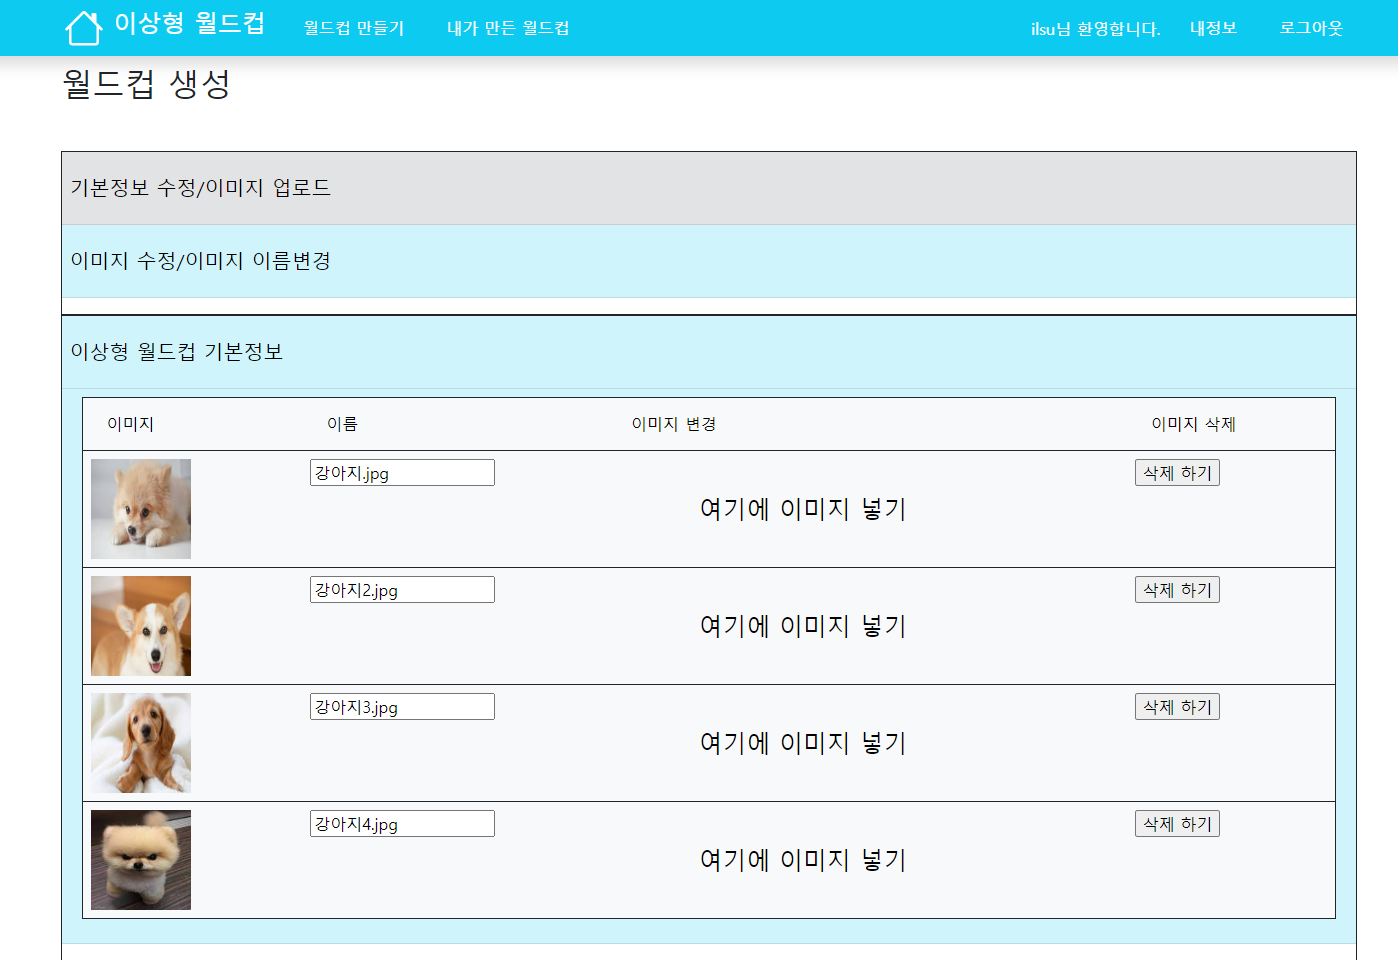 이상형 월드컵 월드컵 만들기 내가 만든 월드컵 ilsu님 환영합니다. 내정보 로그아웃
월드컵 생성
기본정보 수정/이미지 업로드
이미지 수정/이미지 이름변경
이상형 월드컵 기본정보
이미지 이름 이미지 변경 이미지 삭제
강아지.jpg 삭제 하기
여기에 이미지 넣기
강아지2.jpg 삭제 하기
여기에 이미지 넣기
강아지3.jpg 삭제 하기
여기에 이미지 넣기
강아지4.jpg 삭제 하기
여기에 이미지 넣기